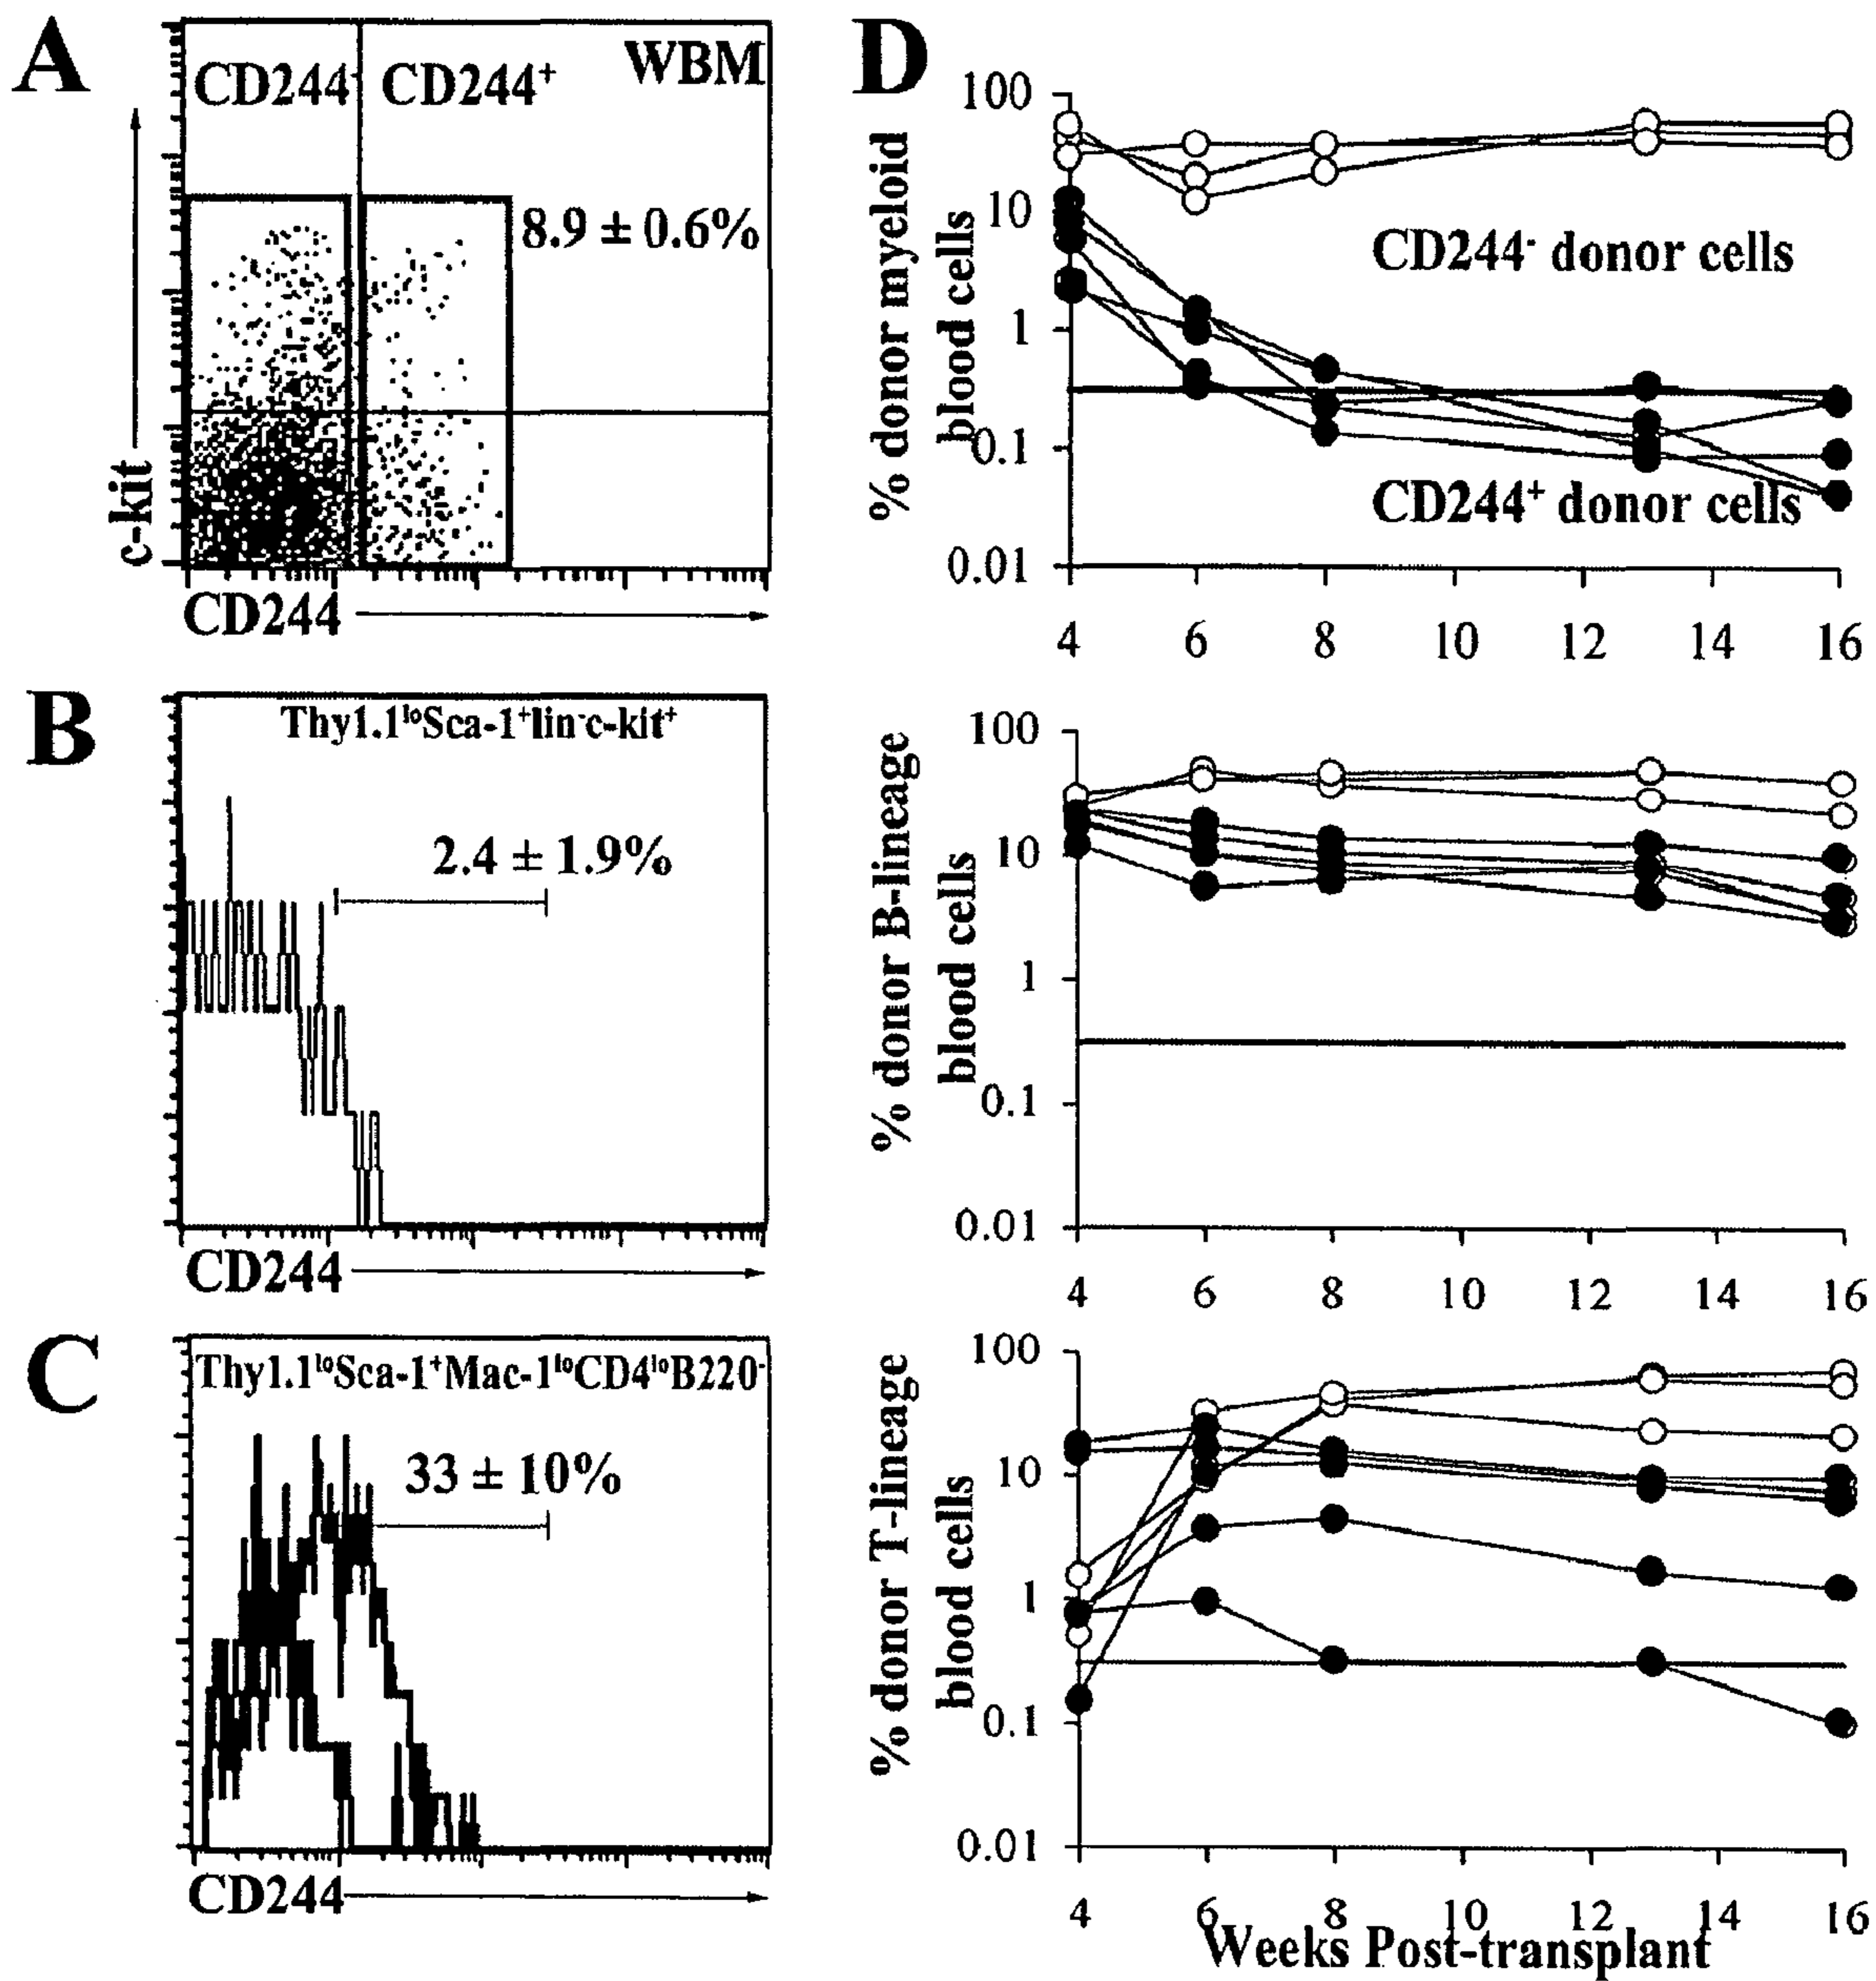 A
CD244⁻ CD244⁺ WBM
8.9 ± 0.6%
c-kit
CD244
B
Thy1.1ˡᵒSca-1⁺lin⁻c-kit⁺
2.4 ± 1.9%
CD244
C
Thy1.1ˡᵒSca-1⁺Mac-1ˡᵒCD4ˡᵒB220⁻
33 ± 10%
CD244
D
% donor myeloid
blood cells
100
10
1
0.1
0.01
CD244⁻ donor cells
CD244⁺ donor cells
4 6 8 10 12 14 16
% donor B-lineage
blood cells
100
10
1
0.1
0.01
4 6 8 10 12 14 16
% donor T-lineage
blood cells
100
10
1
0.1
0.01
4 6 8 10 12 14 16
Weeks Post-transplant